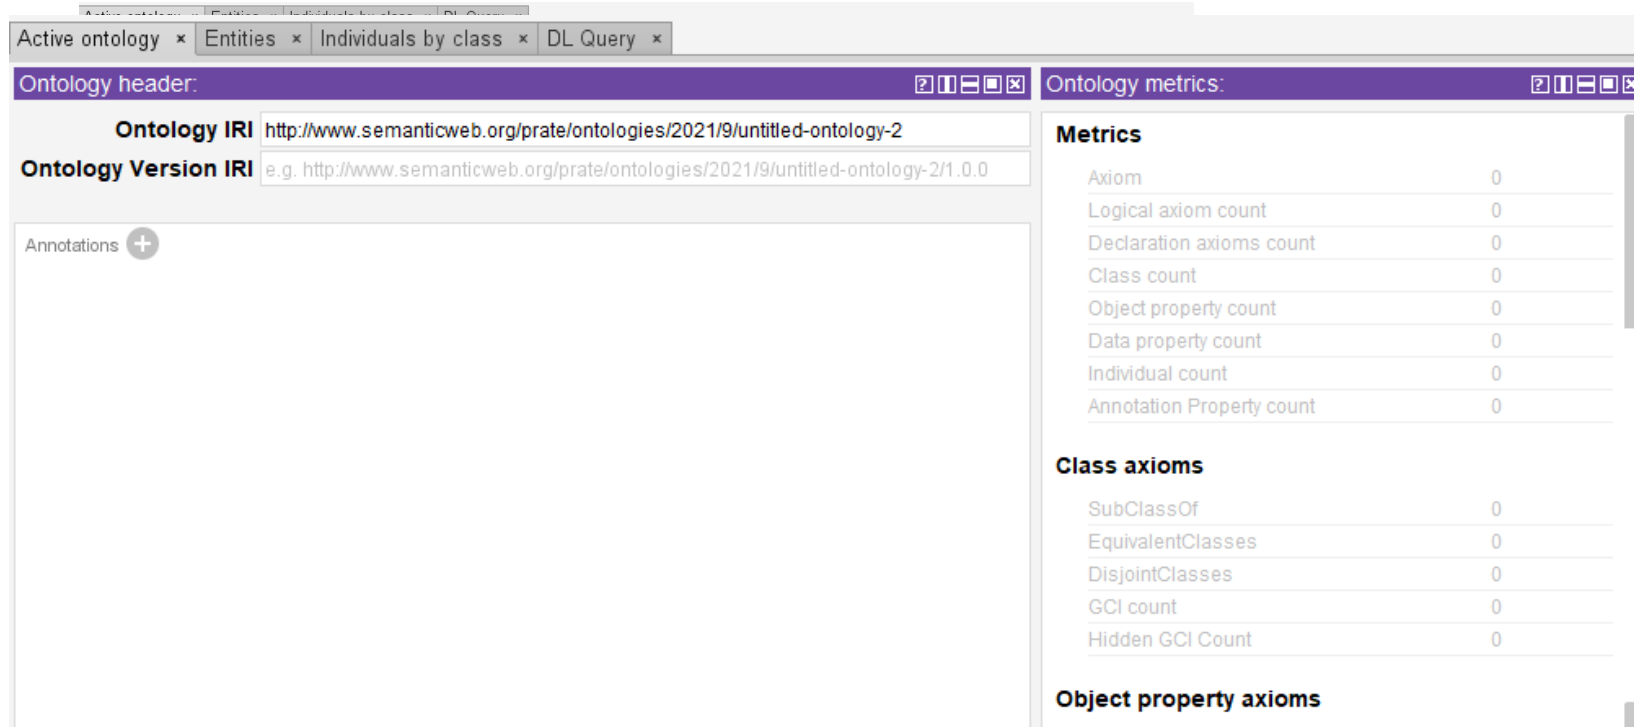 Active ontology × Entities × Individuals by class × DL Query ×
Ontology header:
Ontology IRI http://www.semanticweb.org/prate/ontologies/2021/9/untitled-ontology-2
Ontology Version IRI e.g. http://www.semanticweb.org/prate/ontologies/2021/9/untitled-ontology-2/1.0.0
Annotations
Ontology metrics:
Metrics
Axiom 0
Logical axiom count 0
Declaration axioms count 0
Class count 0
Object property count 0
Data property count 0
Individual count 0
Annotation Property count 0
Class axioms
SubClassOf 0
EquivalentClasses 0
DisjointClasses 0
GCI count 0
Hidden GCI Count 0
Object property axioms